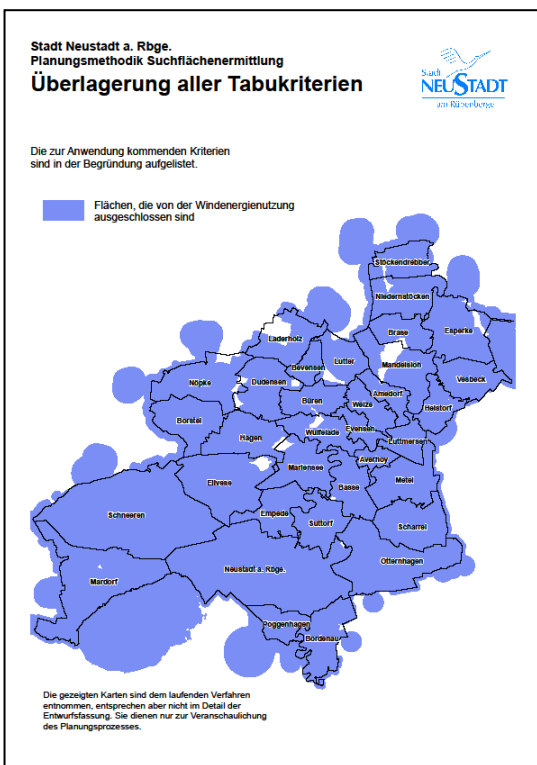 Stadt Neustadt a. Rbge.
Planungsmethodik Suchflächenermittlung
Überlagerung aller Tabukriterien
Stadt
NEUSTADT
am Rübenberge
Die zur Anwendung kommenden Kriterien
sind in der Begründung aufgelistet.
Flächen, die von der Windenergienutzung
ausgeschlossen sind
Stöckendrebber
Niedernstöcken
Brase
Esperke
Laderholz
Lutter
Bevensen
Mandelsloh
Vesbeck
Nöpke
Dudensen
Amedorf
Büren
Welze
Helstorf
Borstel
Hagen
Wulfelade
Evensen
Luttmersen
Averhoy
Mariensee
Metel
Eilvese
Basse
Schneeren
Empede
Suttorf
Scharrel
Otternhagen
Neustadt a. Rbge.
Mardorf
Poggenhagen
Bordenau
Die gezeigten Karten sind dem laufenden Verfahren
entnommen, entsprechen aber nicht im Detail der
Entwurfsfassung. Sie dienen nur zur Veranschaulichung
des Planungsprozesses.